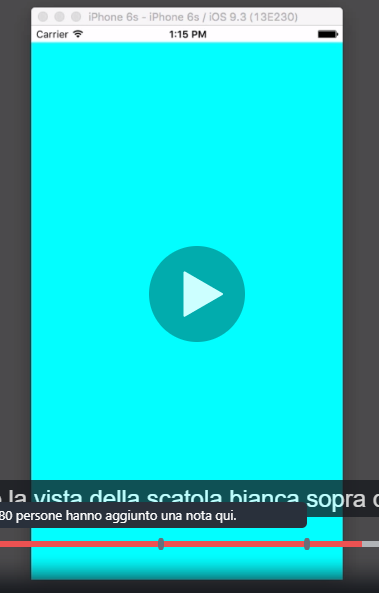 iPhone 6s - iPhone 6s / iOS 9.3 (13E230)
Carrier 1:15 PM
la vista della scatola bianca sopra
80 persone hanno aggiunto una nota qui.